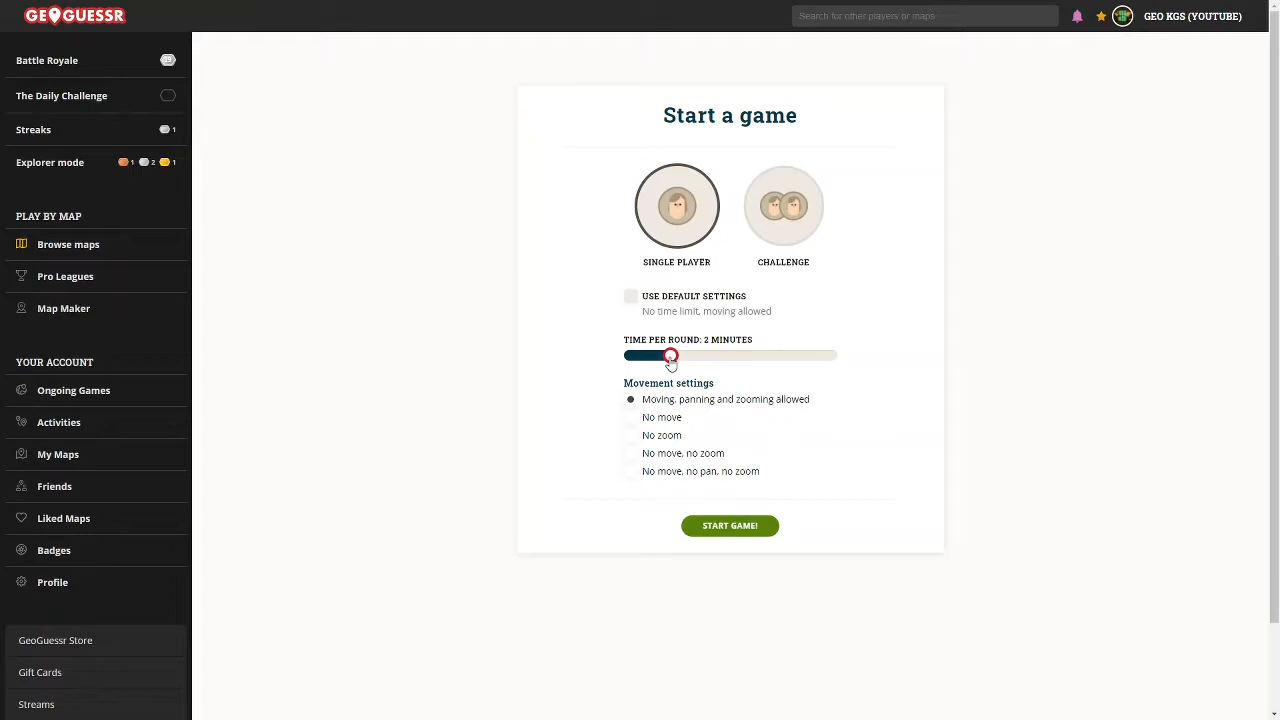 GEOGUESSR
Search for other players or maps
GEO KGS (YOUTUBE)
Battle Royale
The Daily Challenge
Streaks 1
Explorer mode 1 2 1
PLAY BY MAP
Browse maps
Pro Leagues
Map Maker
YOUR ACCOUNT
Ongoing Games
Activities
My Maps
Friends
Liked Maps
Badges
Profile
GeoGuessr Store
Gift Cards
Streams
Start a game
SINGLE PLAYER CHALLENGE
USE DEFAULT SETTINGS
No time limit, moving allowed
TIME PER ROUND: 2 MINUTES
Movement settings
Moving, panning and zooming allowed
No move
No zoom
No move, no zoom
No move, no pan, no zoom
START GAME!